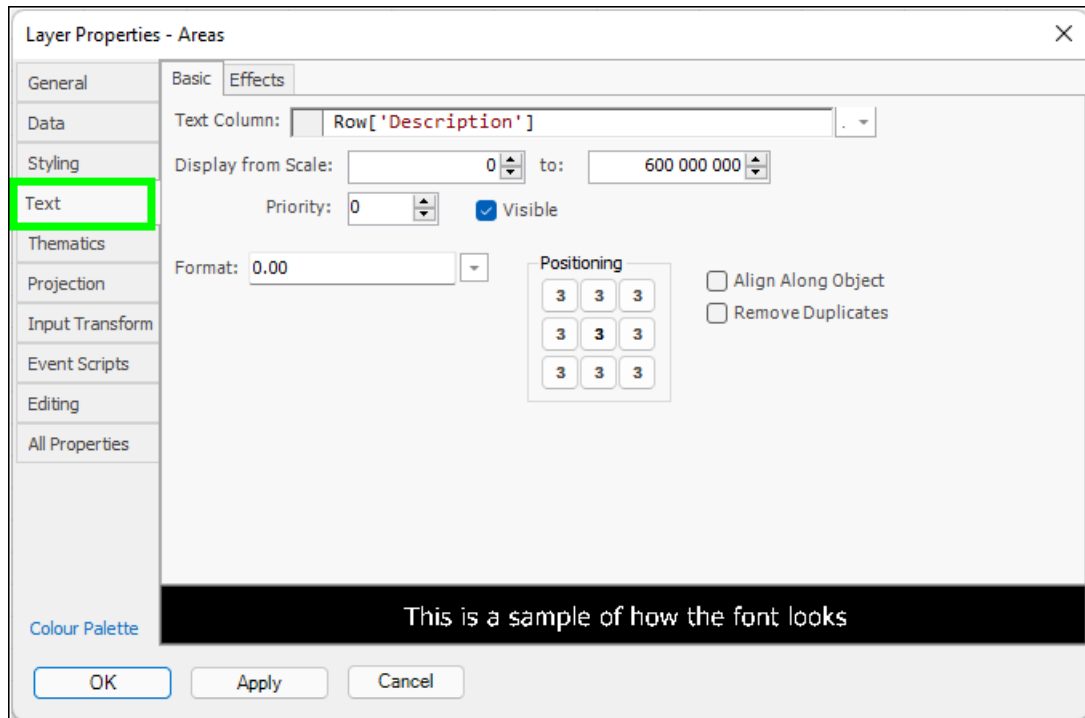 Layer Properties - Areas
General
Data
Styling
Text
Thematics
Projection
Input Transform
Event Scripts
Editing
All Properties
Colour Palette
Basic Effects
Text Column: Row['Description'] .
Display from Scale: 0 to: 600 000 000
Priority: 0 Visible
Format: 0.00
Positioning
3 3 3
3 3 3
3 3 3
Align Along Object
Remove Duplicates
This is a sample of how the font looks
OK Apply Cancel